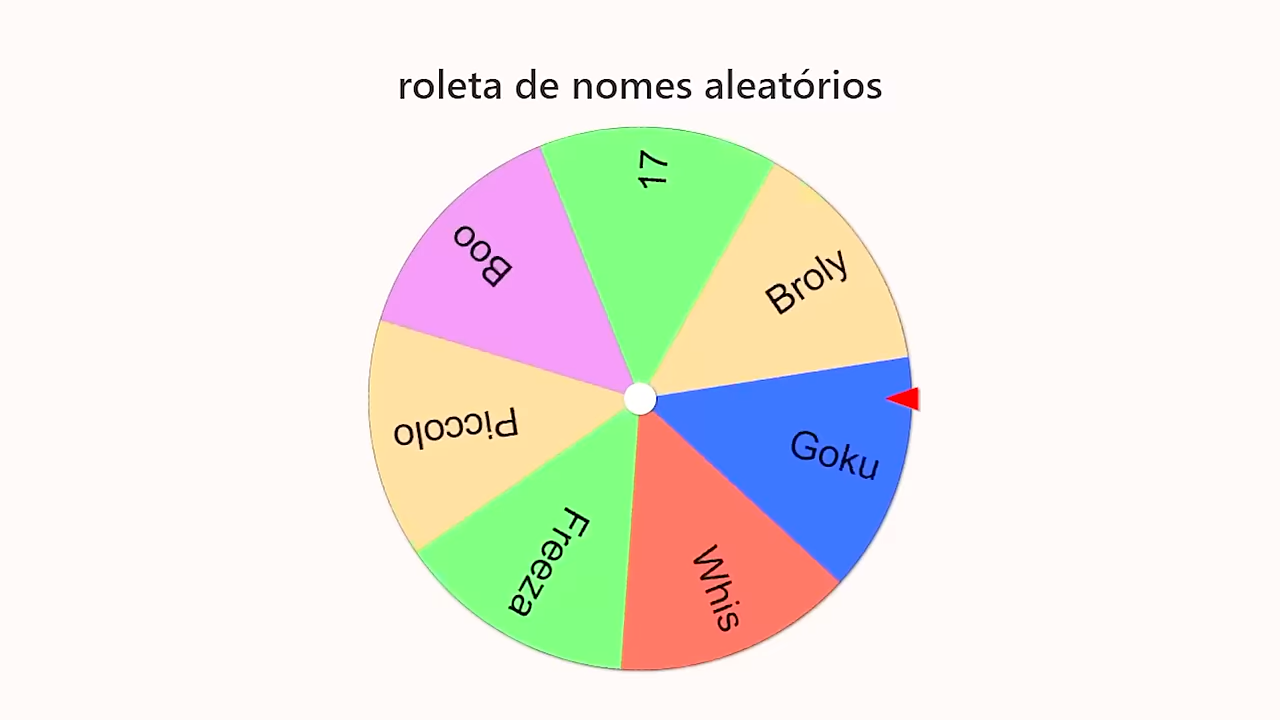 roleta de nomes aleatórios
17
Broly
Goku
Whis
Freeza
Piccolo
Boo